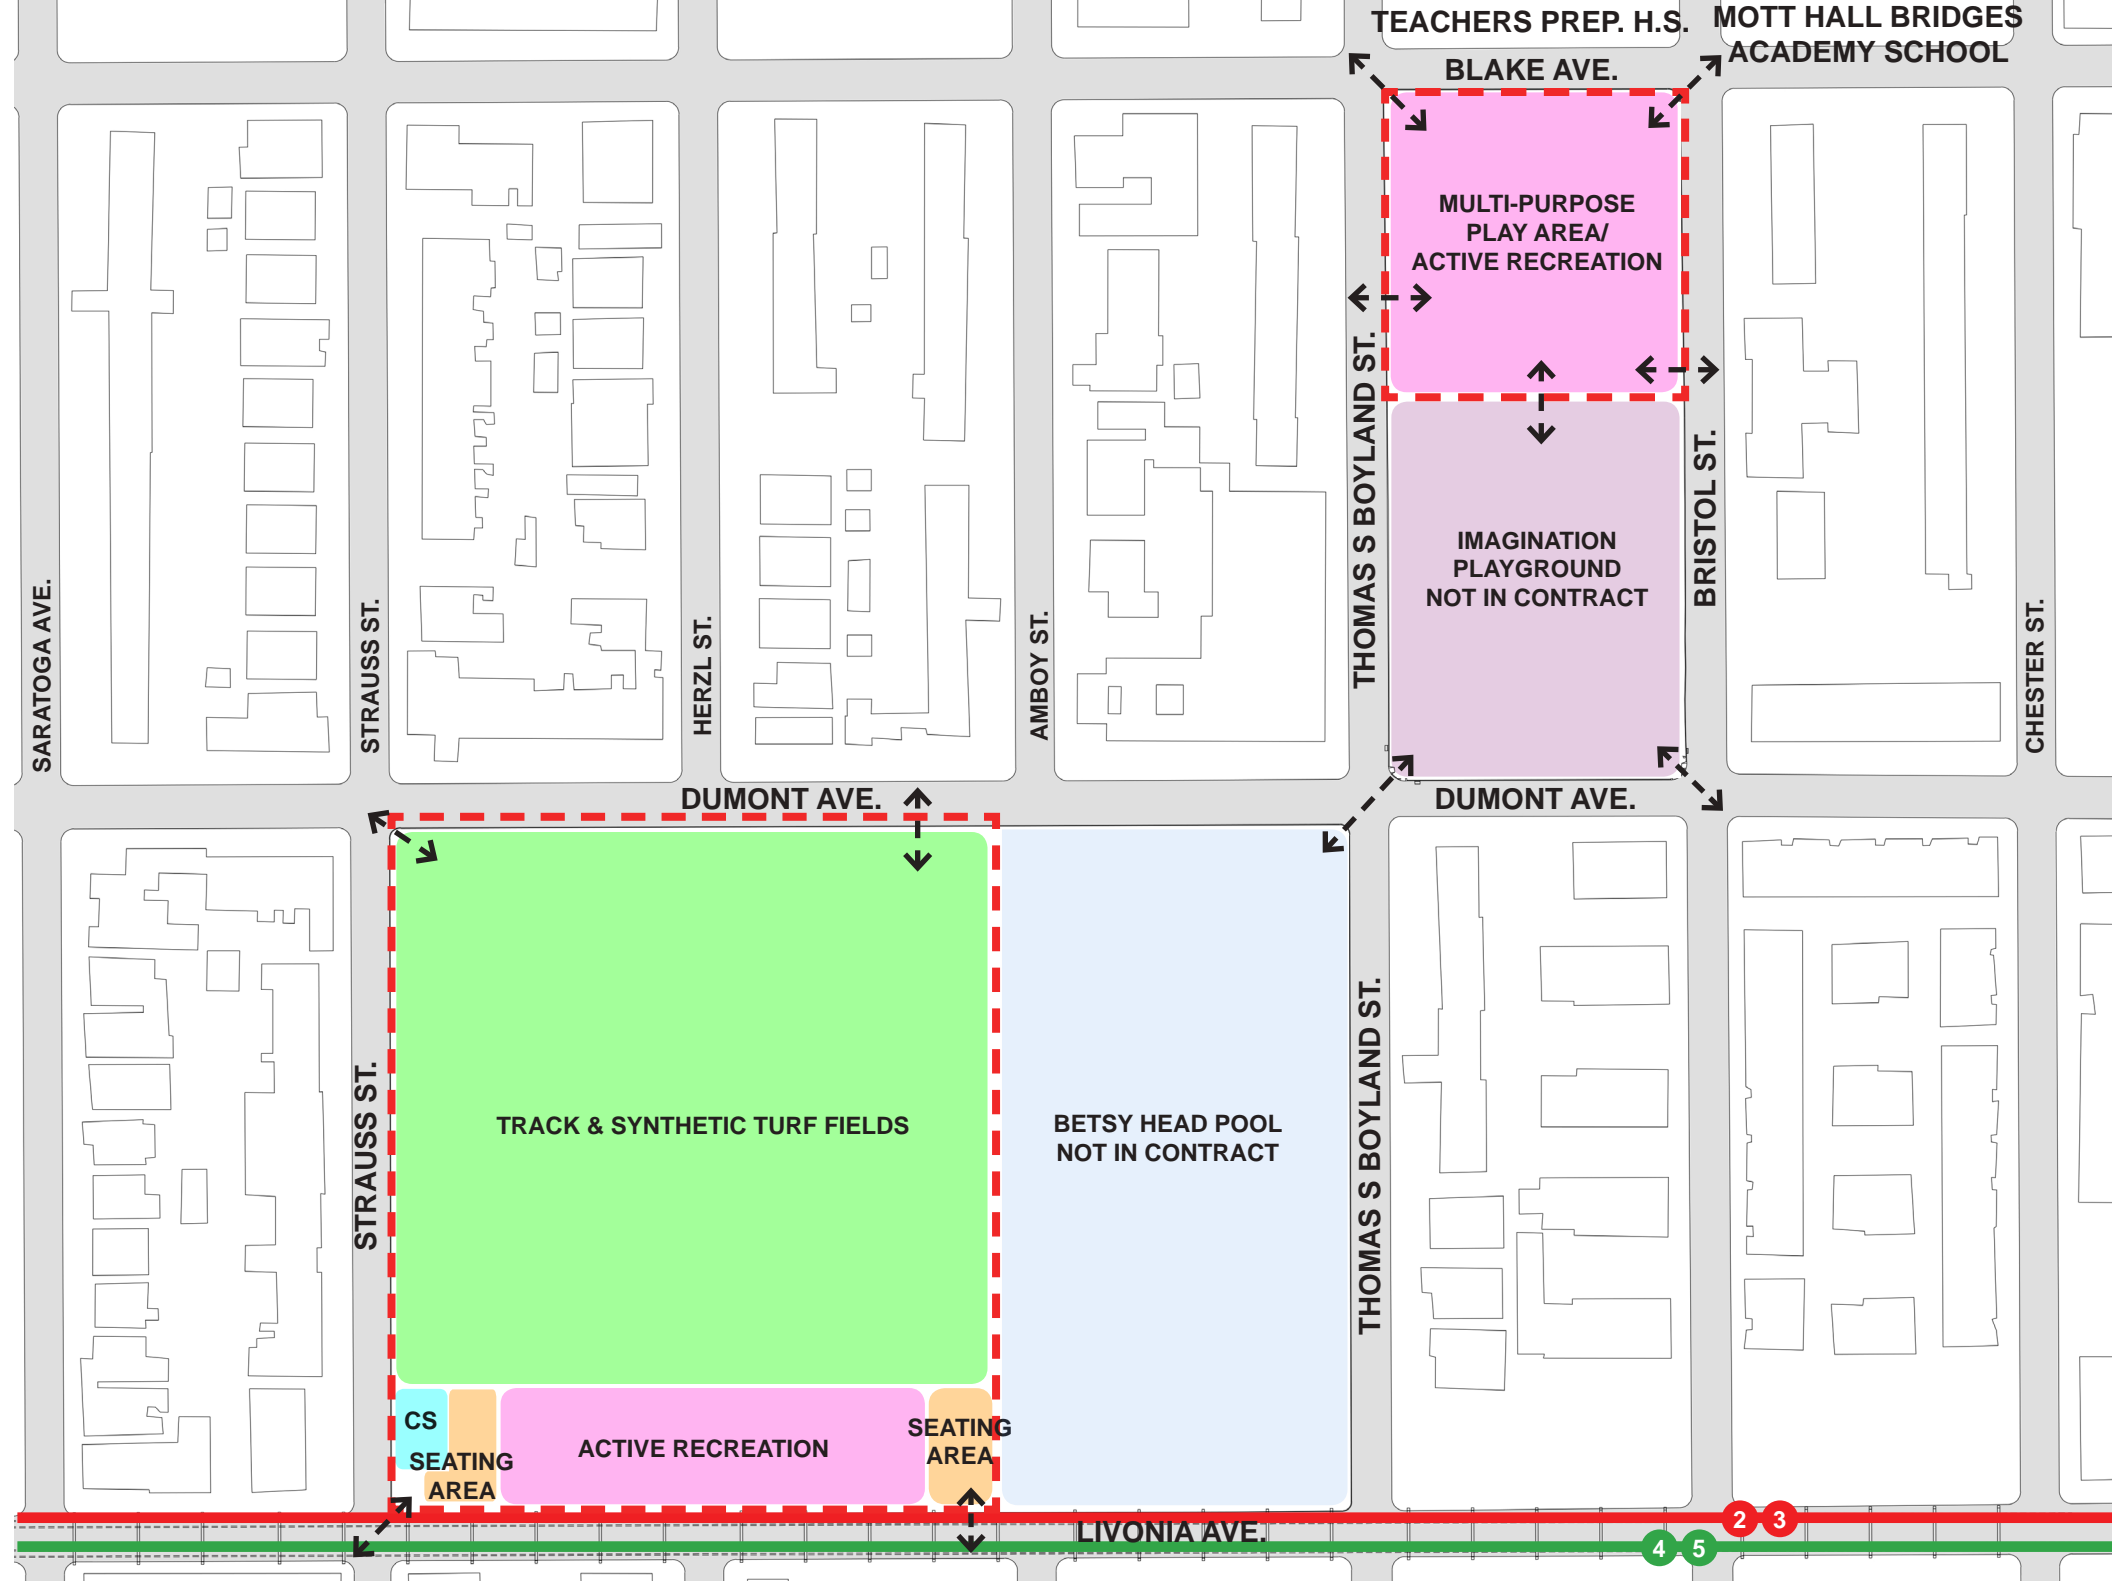 TEACHERS PREP. H.S.
MOTT HALL BRIDGES
ACADEMY SCHOOL
BLAKE AVE.
MULTI-PURPOSE
PLAY AREA/
ACTIVE RECREATION
THOMAS S BOYLAND ST.
BRISTOL ST.
IMAGINATION
PLAYGROUND
NOT IN CONTRACT
SARATOGA AVE.
STRAUSS ST.
HERZL ST.
AMBOY ST.
CHESTER ST.
DUMONT AVE.
DUMONT AVE.
STRAUSS ST.
TRACK & SYNTHETIC TURF FIELDS
BETSY HEAD POOL
NOT IN CONTRACT
THOMAS S BOYLAND ST.
CS
SEATING
AREA
ACTIVE RECREATION
SEATING
AREA
LIVONIA AVE.
2 3
4 5